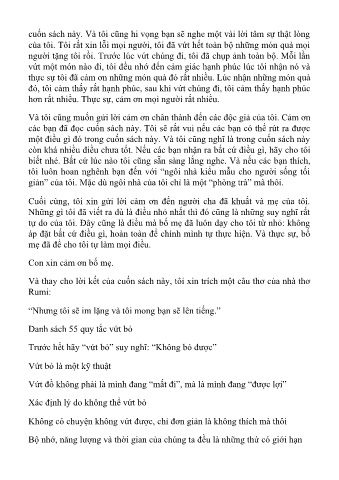 cuốn sách này. Và tôi cũng hi vọng bạn sẽ nghe một vài lời tâm sự thật lòng
của tôi. Tôi rất xin lỗi mọi người, tôi đã vứt hết toàn bộ những món quà mọi
người tặng tôi rồi. Trước lúc vứt chúng đi, tôi đã chụp ảnh toàn bộ. Mỗi lần
vứt một món nào đi, tôi đều nhớ đến cảm giác hạnh phúc lúc tôi nhận nó và
thực sự tôi đã cảm ơn những món quà đó rất nhiều. Lúc nhận những món quà
đó, tôi cảm thấy rất hạnh phúc, sau khi vứt chúng đi, tôi cảm thấy hạnh phúc
hơn rất nhiều. Thực sự, cảm ơn mọi người rất nhiều.
Và tôi cũng muốn gửi lời cảm ơn chân thành đến các độc giả của tôi. Cảm ơn
các bạn đã đọc cuốn sách này. Tôi sẽ rất vui nếu các bạn có thể rút ra được
một điều gì đó trong cuốn sách này. Và tôi cũng nghĩ là trong cuốn sách này
còn khá nhiều điều chưa tốt. Nếu các bạn nhận ra bất cứ điều gì, hãy cho tôi
biết nhé. Bất cứ lúc nào tôi cũng sẵn sàng lắng nghe. Và nếu các bạn thích,
tôi luôn hoan nghênh bạn đến với “ngôi nhà kiểu mẫu cho người sống tối
giản” của tôi. Mặc dù ngôi nhà của tôi chỉ là một “phòng trà” mà thôi.
Cuối cùng, tôi xin gửi lời cảm ơn đến người cha đã khuất và mẹ của tôi.
Những gì tôi đã viết ra dù là điều nhỏ nhất thì đó cũng là những suy nghĩ rất
tự do của tôi. Đây cũng là điều mà bố mẹ đã luôn dạy cho tôi từ nhỏ: không
áp đặt bất cứ điều gì, hoàn toàn để chính mình tự thực hiện. Và thực sự, bố
mẹ đã để cho tôi tự làm mọi điều.
Con xin cảm ơn bố mẹ.
Và thay cho lời kết của cuốn sách này, tôi xin trích một câu thơ của nhà thơ
Rumi:
“Nhưng tôi sẽ im lặng và tôi mong bạn sẽ lên tiếng.”
Danh sách 55 quy tắc vứt bỏ
Trước hết hãy “vứt bỏ” suy nghĩ: “Không bỏ được”
Vứt bỏ là một kỹ thuật
Vứt đồ không phải là mình đang “mất đi”, mà là mình đang “được lợi”
Xác định lý do không thể vứt bỏ
Không có chuyện không vứt được, chỉ đơn giản là không thích mà thôi
Bộ nhớ, năng lượng và thời gian của chúng ta đều là những thứ có giới hạn